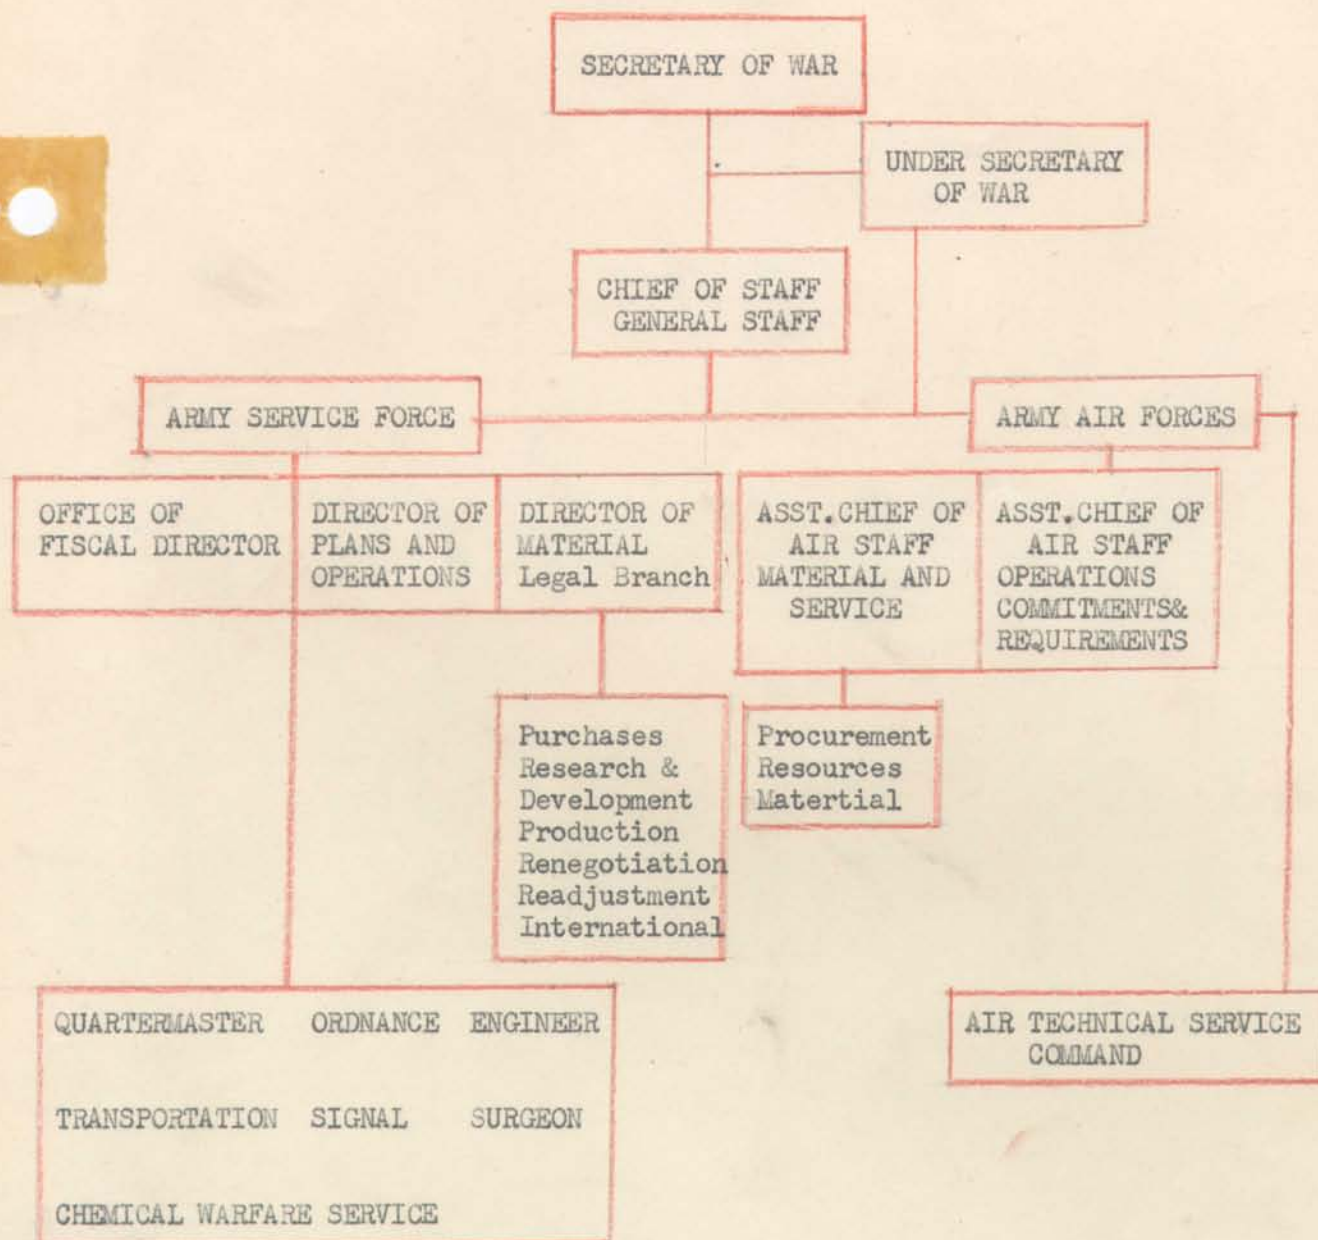 SECRETARY OF WAR
UNDER SECRETARY
OF WAR
CHIEF OF STAFF
GENERAL STAFF
ARMY SERVICE FORCE
ARMY AIR FORCES
OFFICE OF
FISCAL DIRECTOR
DIRECTOR OF
PLANS AND
OPERATIONS
DIRECTOR OF
MATERIAL
Legal Branch
ASST.CHIEF OF
AIR STAFF
MATERIAL AND
SERVICE
ASST.CHIEF OF
AIR STAFF
OPERATIONS
COMMITMENTS&
REQUIREMENTS
Purchases
Research &
Development
Production
Renegotiation
Readjustment
International
Procurement
Resources
Matertial
QUARTERMASTER ORDNANCE ENGINEER
TRANSPORTATION SIGNAL SURGEON
CHEMICAL WARFARE SERVICE
AIR TECHNICAL SERVICE
COMMAND